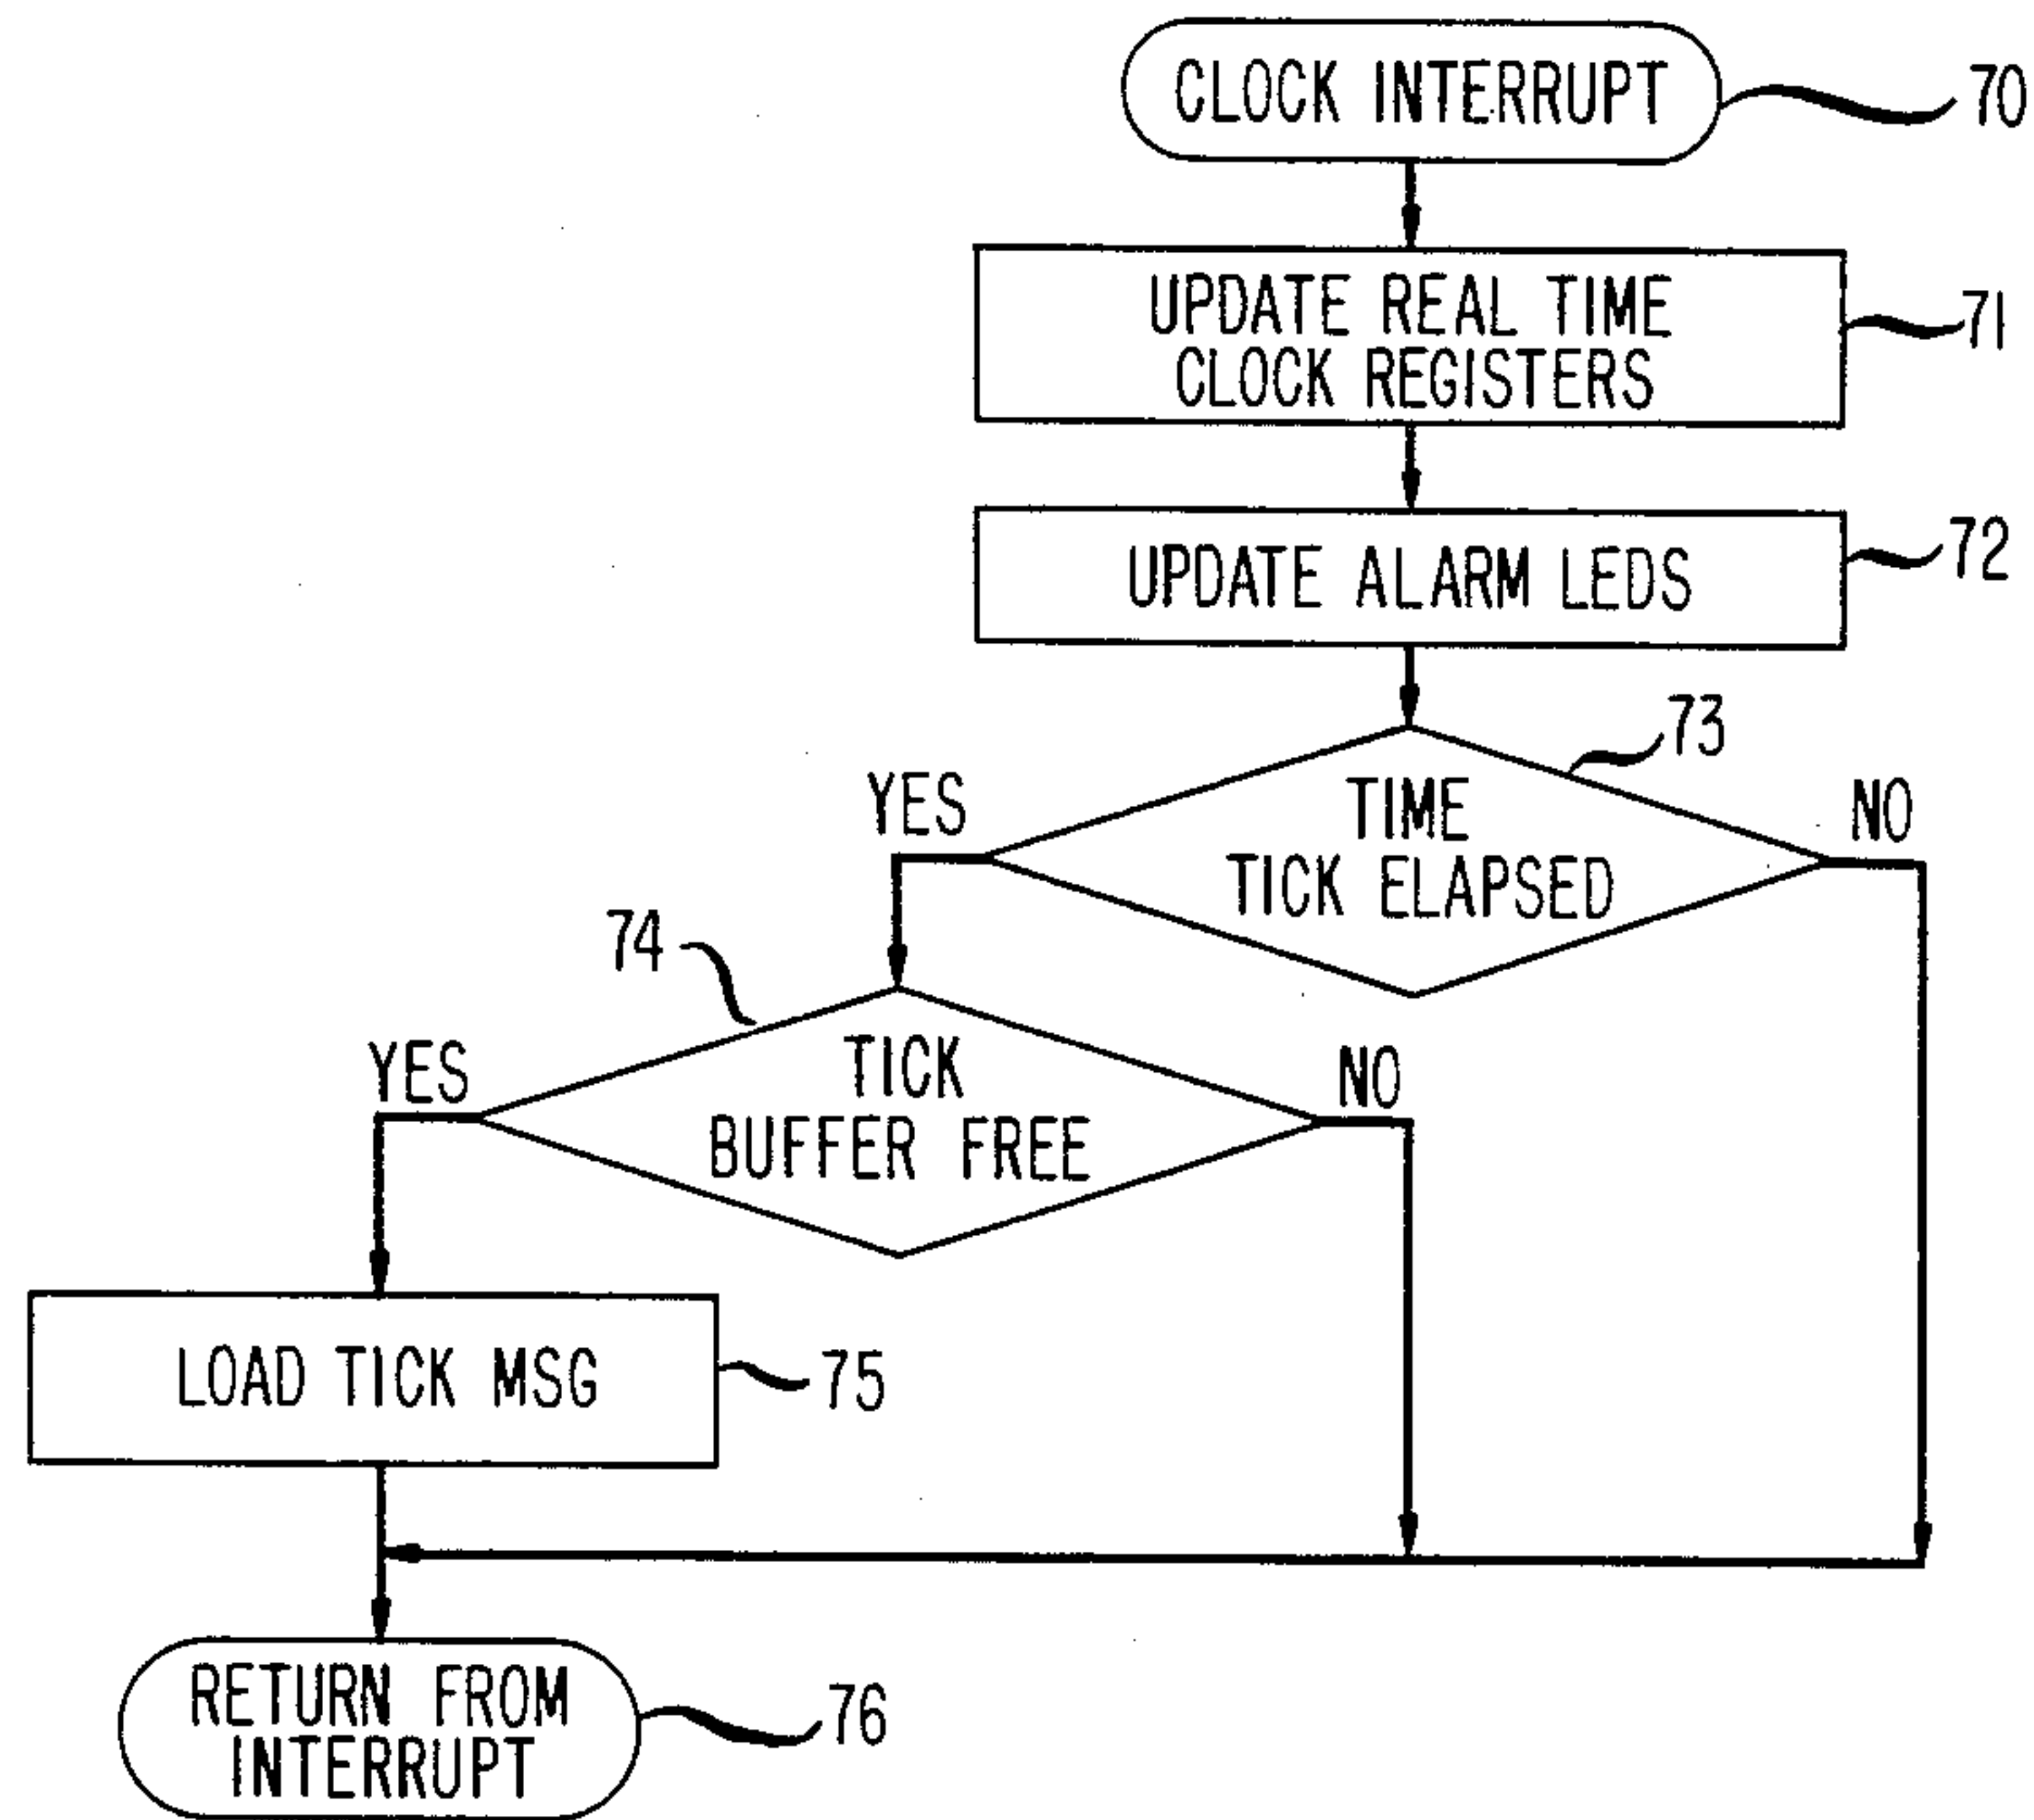 CLOCK INTERRUPT
70
UPDATE REAL TIME
CLOCK REGISTERS
71
UPDATE ALARM LEDS
72
73
TIME
TICK ELAPSED
YES
NO
74
TICK
BUFFER FREE
YES
NO
LOAD TICK MSG
75
RETURN FROM
INTERRUPT
76